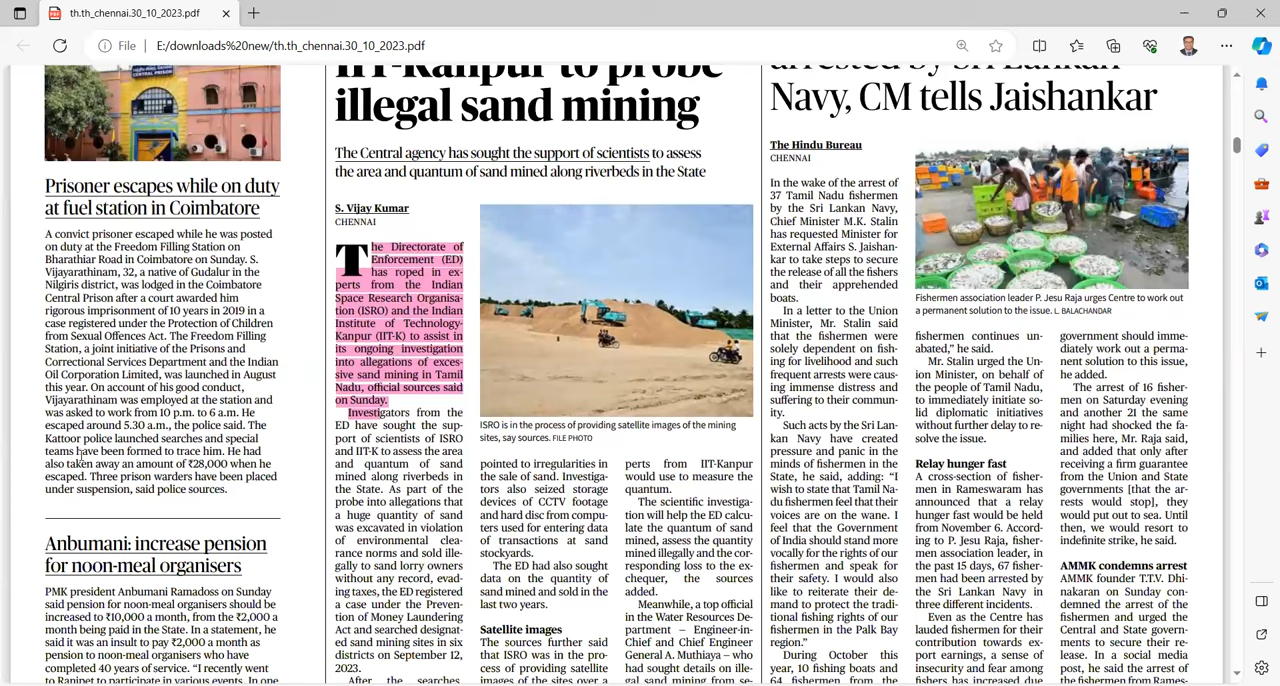 th.th_chennai.30_10_2023.pdf
File
E:/downloads%20new/th.th_chennai.30_10_2023.pdf
CENTRAL PRISON
Prisoner escapes while on duty
at fuel station in Coimbatore
A convict prisoner escaped while he was posted
on duty at the Freedom Filling Station on
Bharathiar Road in Coimbatore on Sunday. S.
Vijayarathinam, 32, a native of Gudalur in the
Nilgiris district, was lodged in the Coimbatore
Central Prison after a court awarded him
rigorous imprisonment of 10 years in 2019 in a
case registered under the Protection of Children
from Sexual Offences Act. The Freedom Filling
Station, a joint initiative of the Prisons and
Correctional Services Department and the Indian
Oil Corporation Limited, was launched in August
this year. On account of his good conduct,
Vijayarathinam was employed at the station and
was asked to work from 10 p.m. to 6 a.m. He
escaped around 5.30 a.m., the police said. The
Kattoor police launched searches and special
teams have been formed to trace him. He had
also taken away an amount of ₹28,000 when he
escaped. Three prison warders have been placed
under suspension, said police sources.
Anbumani: increase pension
for noon-meal organisers
PMK president Anbumani Ramadoss on Sunday
said pension for noon-meal organisers should be
increased to ₹10,000 a month, from the ₹2,000 a
month being paid in the State. In a statement, he
said it was an insult to pay ₹2,000 a month as
pension to noon-meal organisers who have
completed 40 years of service. “I recently went
to Ranipet to participate in various events. In one
IIT-Kanpur to probe
illegal sand mining
The Central agency has sought the support of scientists to assess
the area and quantum of sand mined along riverbeds in the State
S. Vijay Kumar
CHENNAI
The Directorate of
Enforcement (ED)
has roped in ex-
perts from the Indian
Space Research Organisa-
tion (ISRO) and the Indian
Institute of Technology-
Kanpur (IIT-K) to assist in
its ongoing investigation
into allegations of exces-
sive sand mining in Tamil
Nadu, official sources said
on Sunday.
Investigators from the
ED have sought the sup-
port of scientists of ISRO
and IIT-K to assess the area
and quantum of sand
mined along riverbeds in
the State. As part of the
probe into allegations that
a huge quantity of sand
was excavated in violation
of environmental clea-
rance norms and sold ille-
gally to sand lorry owners
without any record, evad-
ing taxes, the ED registered
a case under the Preven-
tion of Money Laundering
Act and searched designat-
ed sand mining sites in six
districts on September 12,
2023.
After the searches,
ISRO is in the process of providing satellite images of the mining
sites, say sources. FILE PHOTO
pointed to irregularities in
the sale of sand. Investiga-
tors also seized storage
devices of CCTV footage
and hard disc from compu-
ters used for entering data
of transactions at sand
stockyards.
The ED had also sought
data on the quantity of
sand mined and sold in the
last two years.
Satellite images
The sources further said
that ISRO was in the pro-
cess of providing satellite
images of the sites over a
perts from IIT-Kanpur
would use to measure the
quantum.
The scientific investiga-
tion will help the ED calcu-
late the quantum of sand
mined, assess the quantity
mined illegally and the cor-
responding loss to the ex-
chequer, the sources
added.
Meanwhile, a top official
in the Water Resources De-
partment – Engineer-in-
Chief and Chief Engineer
General A. Muthiaya – who
had sought details on ille-
gal sand mining from se-
arrested by Sri Lankan
Navy, CM tells Jaishankar
The Hindu Bureau
CHENNAI
In the wake of the arrest of
37 Tamil Nadu fishermen
by the Sri Lanka Navy,
Chief Minister M.K. Stalin
has requested Minister for
External Affairs S. Jaishan-
kar to take steps to secure
the release of all the fishers
and their apprehended
boats.
In a letter to the Union
Minister, Mr. Stalin said
that the fishermen were
solely dependent on fish-
ing for livelihood and such
frequent arrests were caus-
ing immense distress and
suffering to their commun-
ity.
Such acts by the Sri Lan-
kan Navy have created
pressure and panic in the
minds of fishermen in the
State, he said, adding: “I
wish to state that Tamil Na-
du fishermen feel that their
voices are on the wane. I
feel that the Government
of India should stand more
vocally for the rights of our
fishermen and speak for
their safety. I would also
like to reiterate their de-
mand to protect the tradi-
tional fishing rights of our
fishermen in the Palk Bay
region.”
During October this
year, 10 fishing boats and
64 fishermen from the
Fishermen association leader P. Jesu Raja urges Centre to work out
a permanent solution to the issue. L. BALACHANDAR
fishermen continues un-
abated,” he said.
Mr. Stalin urged the Un-
ion Minister, on behalf of
the people of Tamil Nadu,
to immediately initiate so-
lid diplomatic initiatives
without further delay to re-
solve the issue.
Relay hunger fast
A cross-section of fisher-
men in Rameswaram has
announced that a relay
hunger fast would be held
from November 6. Accord-
ing to P. Jesu Raja, fisher-
men association leader, in
the past 15 days, 67 fisher-
men had been arrested by
the Sri Lankan Navy in
three different incidents.
Even as the Centre has
lauded fishermen for their
contribution towards ex-
port earnings, a sense of
insecurity and fear among
fishers has increased due
government should imme-
diately work out a perma-
nent solution to this issue,
he added.
The arrest of 16 fisher-
men on Saturday evening
and another 21 the same
night had shocked the fa-
milies here, Mr. Raja said,
and added that only after
receiving a firm guarantee
from the Union and State
governments [that the ar-
rests would stop], they
would put out to sea. Until
then, we would resort to
indefinite strike, he said.
AMMK condemns arrest
AMMK founder T.T.V. Dhi-
nakaran on Sunday con-
demned the arrest of the
fishermen and urged the
Central and State govern-
ments to secure their re-
lease. In a social media
post, he said the arrest of
the fishermen from Rames-